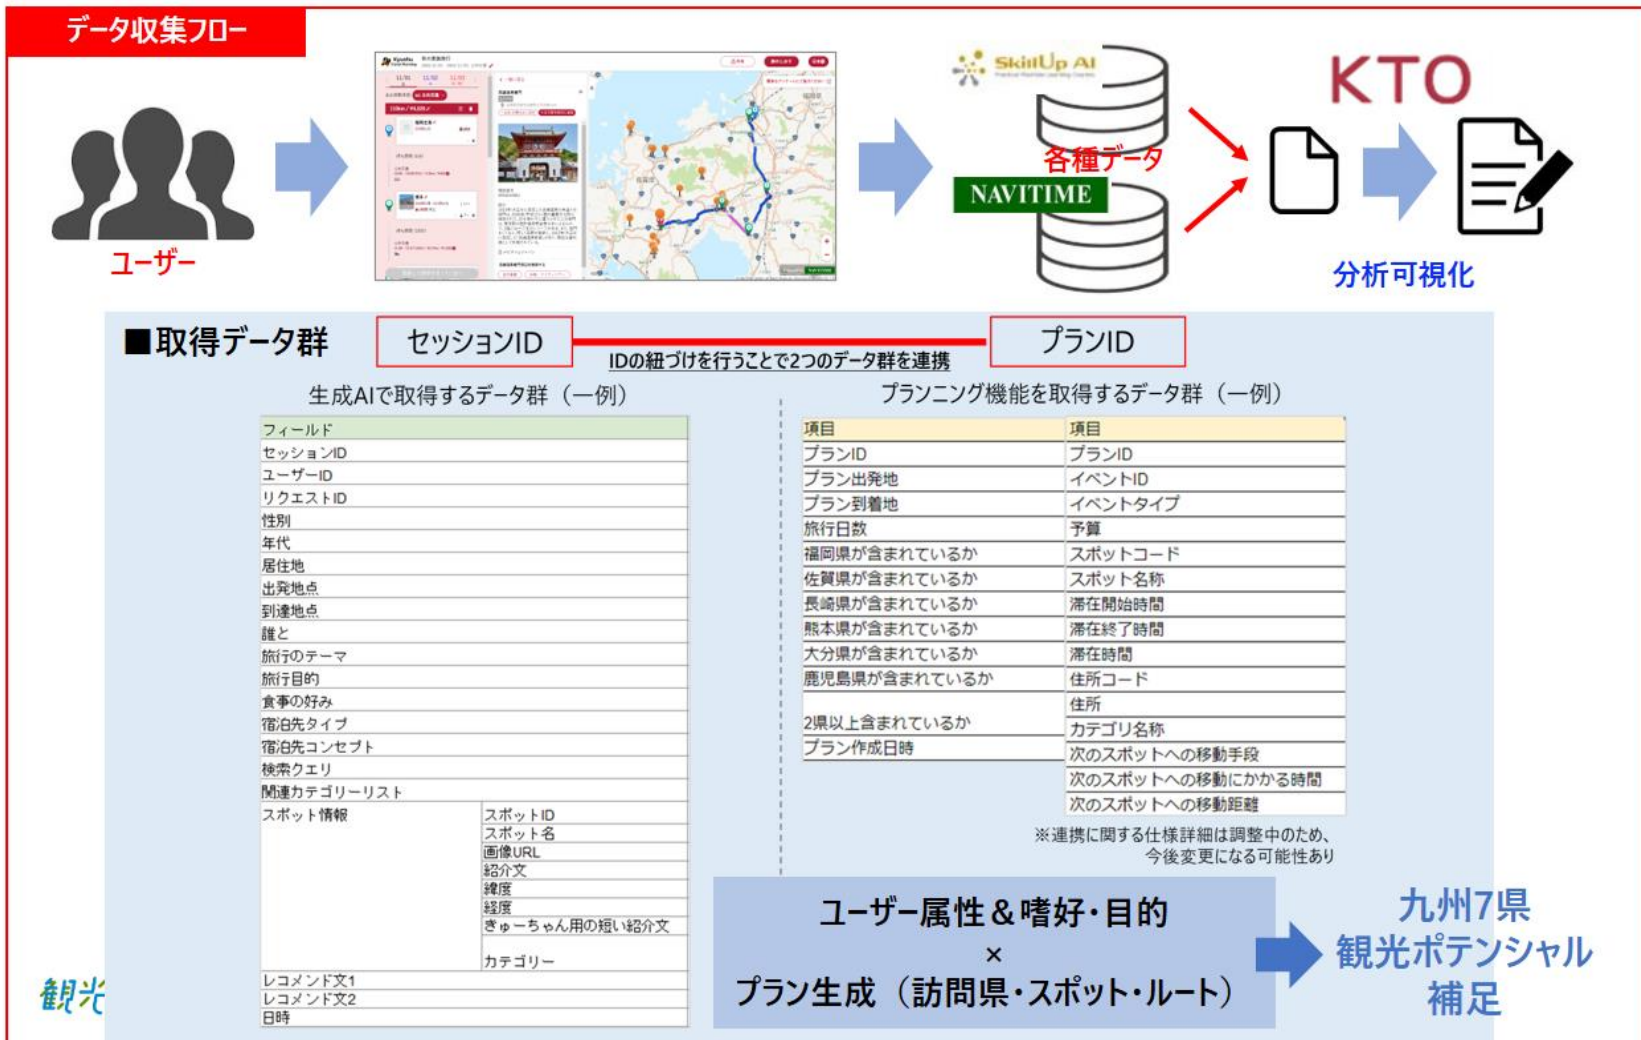 データ収集フロー
ユーザー
SkillUp AI
各種データ
NAVITIME
KTO
分析可視化
■取得データ群
セッションID
プランID
IDの紐づけを行うことで2つのデータ群を連携
生成AIで取得するデータ群（一例）
フィールド
セッションID
ユーザーID
リクエストID
性別
年代
居住地
出発地点
到達地点
誰と
旅行のテーマ
旅行目的
食事の好み
宿泊先タイプ
宿泊先コンセプト
検索クエリ
関連カテゴリーリスト
スポット情報
スポットID
スポット名
画像URL
紹介文
緯度
経度
きゅーちゃん用の短い紹介文
カテゴリー
レコメンド文1
レコメンド文2
日時
プランニング機能を取得するデータ群（一例）
項目
プランID
プラン出発地
プラン到着地
旅行日数
福岡県が含まれているか
佐賀県が含まれているか
長崎県が含まれているか
熊本県が含まれているか
大分県が含まれているか
鹿児島県が含まれているか
2県以上含まれているか
プラン作成日時
項目
プランID
イベントID
イベントタイプ
予算
スポットコード
スポット名称
滞在開始時間
滞在終了時間
滞在時間
住所コード
住所
カテゴリ名称
次のスポットへの移動手段
次のスポットへの移動にかかる時間
次のスポットへの移動距離
※連携に関する仕様詳細は調整中のため、
今後変更になる可能性あり
ユーザー属性＆嗜好・目的
×
プラン生成（訪問県・スポット・ルート）
九州7県
観光ポテンシャル
補足
観光